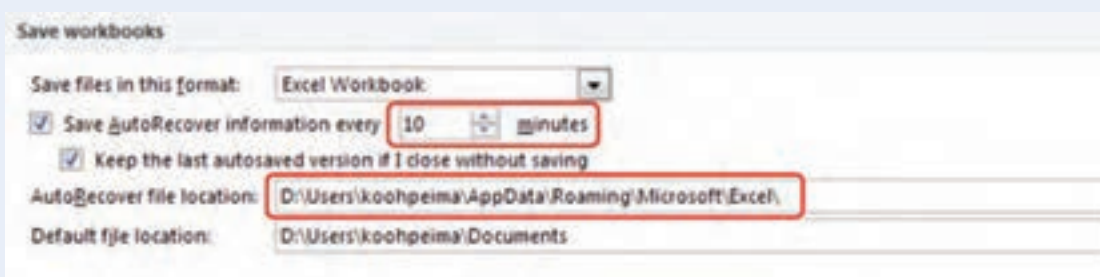 Save workbooks
Save files in this format: Excel Workbook
Save AutoRecover information every 10 minutes
Keep the last autosaved version if I close without saving
AutoRecover file location: D:\Users\koohpeima\AppData\Roaming\Microsoft\Excel\
Default file location: D:\Users\koohpeima\Documents